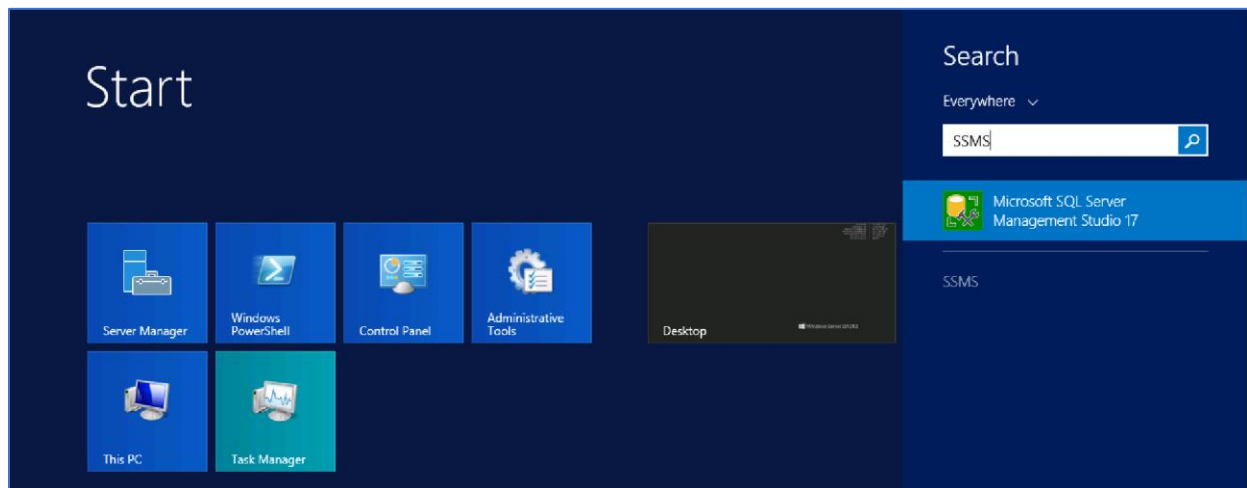 Start
Search
Everywhere
SSMS
Microsoft SQL Server
Management Studio 17
SSMS
Server Manager
Windows
PowerShell
Control Panel
Administrative
Tools
Desktop
This PC
Task Manager